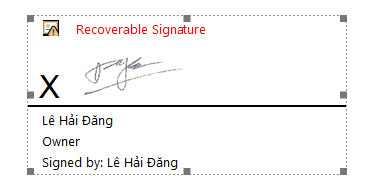 Recoverable Signature
X
Lê Hải Đăng
Owner
Signed by: Lê Hải Đăng